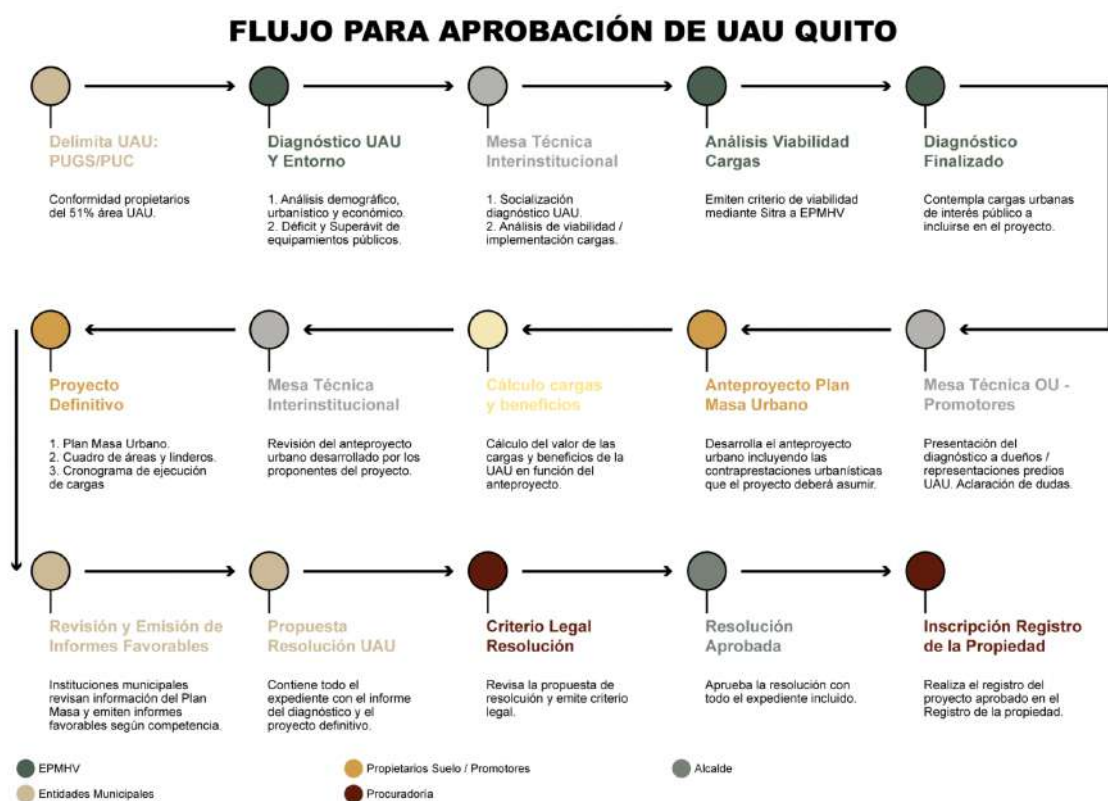 FLUJO PARA APROBACIÓN DE UAU QUITO
Delimita UAU:
PUGS/PUC
Conformidad propietarios
del 51% área UAU.
Diagnóstico UAU
Y Entorno
1. Análisis demográfico,
urbanístico y económico.
2. Déficit y Superávit de
equipamientos públicos.
Mesa Técnica
Interinstitucional
1. Socialización
diagnóstico UAU.
2. Análisis de viabilidad /
implementación cargas.
Análisis Viabilidad
Cargas
Emiten criterio de viabilidad
mediante Sitra a EPMHV
Diagnóstico
Finalizado
Contempla cargas urbanas
de interés público a
incluirse en el proyecto.
Mesa Técnica OU -
Promotores
Presentación del
diagnóstico a dueños /
representaciones predios
UAU. Aclaración de dudas.
Anteproyecto Plan
Masa Urbano
Desarrolla el anteproyecto
urbano incluyendo las
contraprestaciones urbanísticas
que el proyecto deberá asumir.
Cálculo cargas
y beneficios
Cálculo del valor de las
cargas y beneficios de la
UAU en función del
anteproyecto.
Mesa Técnica
Interinstitucional
Revisión del anteproyecto
urbano desarrollado por los
proponentes del proyecto.
Proyecto
Definitivo
1. Plan Masa Urbano.
2. Cuadro de áreas y linderos.
3. Cronograma de ejecución
de cargas
Revisión y Emisión de
Informes Favorables
Instituciones municipales
revisan información del Plan
Masa y emiten informes
favorables según competencia.
Propuesta
Resolución UAU
Contiene todo el
expediente con el informe
del diagnóstico y el
proyecto definitivo.
Criterio Legal
Resolución
Revisa la propuesta de
resolcuión y emite criterio
legal.
Resolución
Aprobada
Aprueba la resolución con
todo el expediente incluido.
Inscripción Registro
de la Propiedad
Realiza el registro del
proyecto aprobado en el
Registro de la propiedad.
EPMHV
Propietarios Suelo / Promotores
Alcalde
Entidades Municipales
Procuradoria